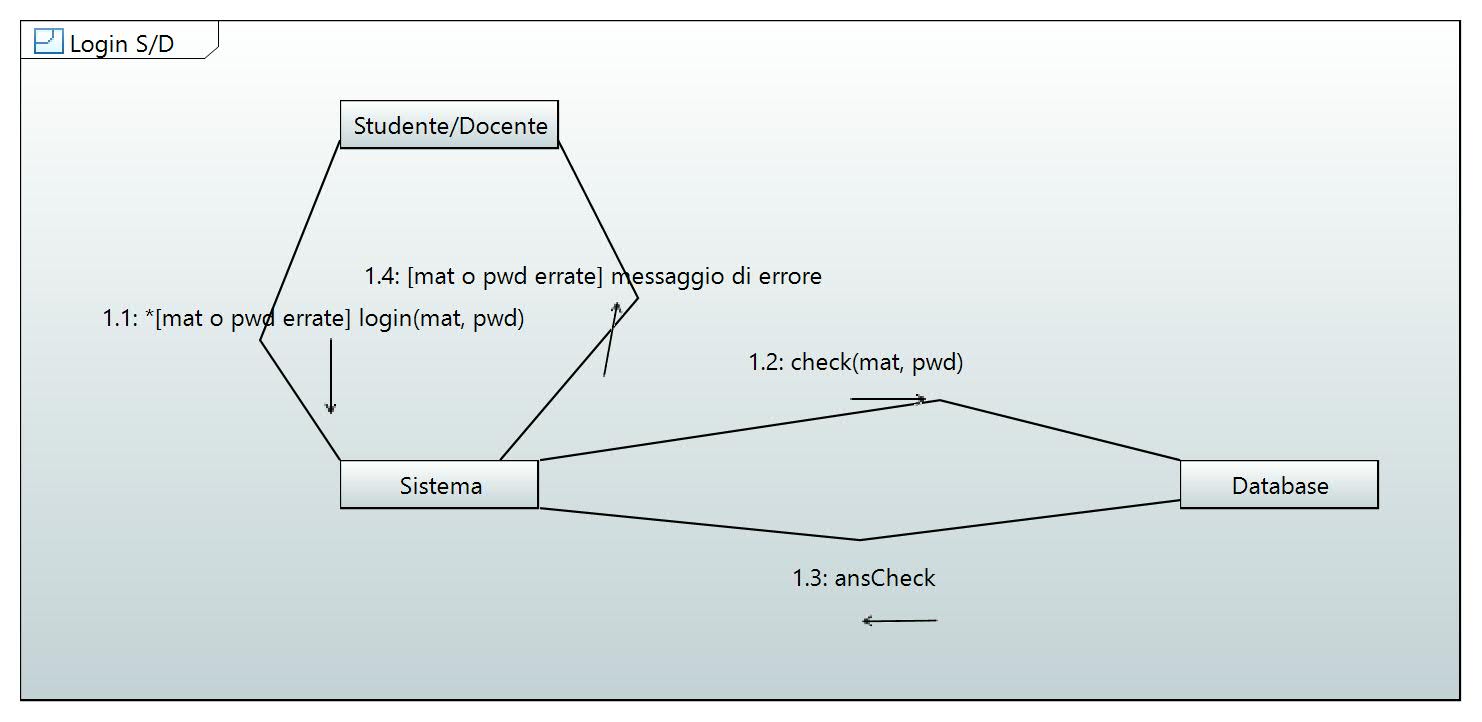 Login S/D
Studente/Docente
1.4: [mat o pwd errate] messaggio di errore
1.1: *[mat o pwd errate] login(mat, pwd)
1.2: check(mat, pwd)
Sistema
Database
1.3: ansCheck